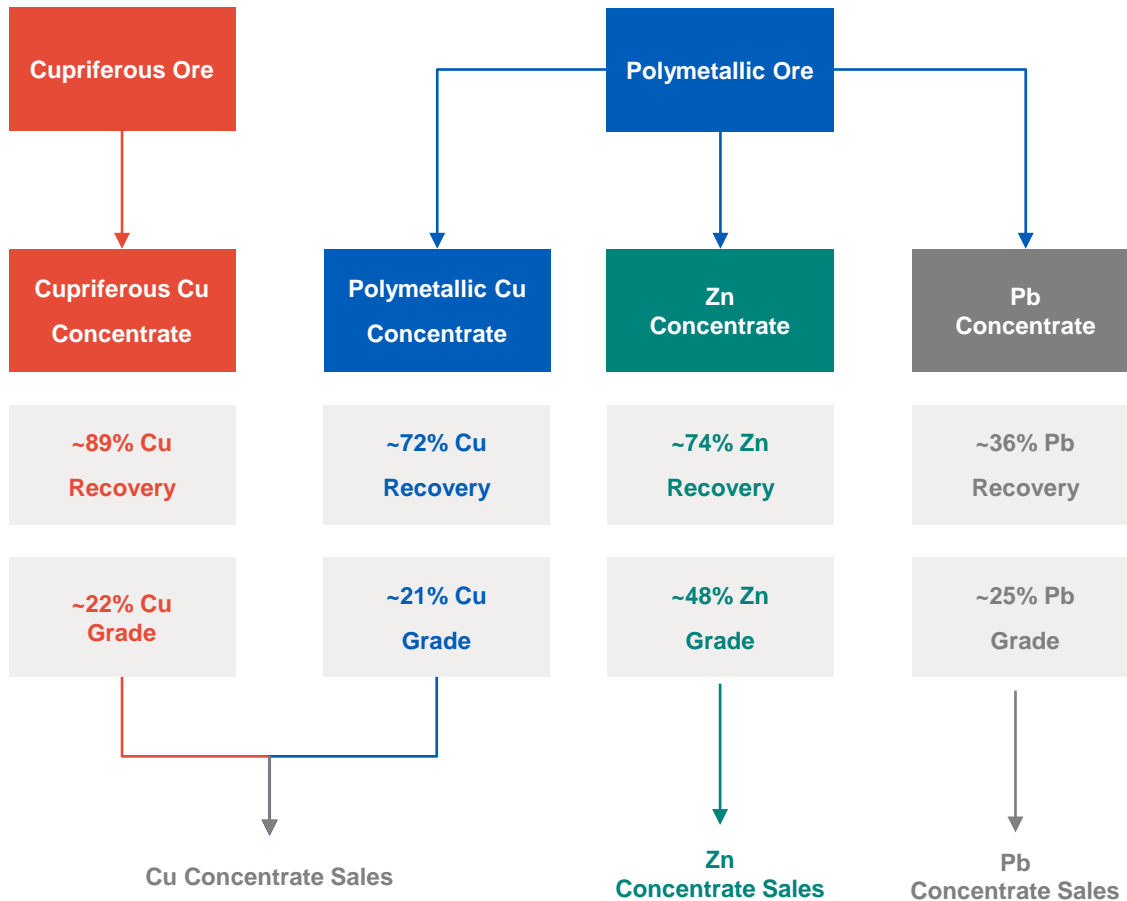 Cupriferous Ore
Polymetallic Ore
Cupriferous Cu
Concentrate
Polymetallic Cu
Concentrate
Zn
Concentrate
Pb
Concentrate
~89% Cu
Recovery
~72% Cu
Recovery
~74% Zn
Recovery
~36% Pb
Recovery
~22% Cu
Grade
~21% Cu
Grade
~48% Zn
Grade
~25% Pb
Grade
Cu Concentrate Sales
Zn
Concentrate Sales
Pb
Concentrate Sales